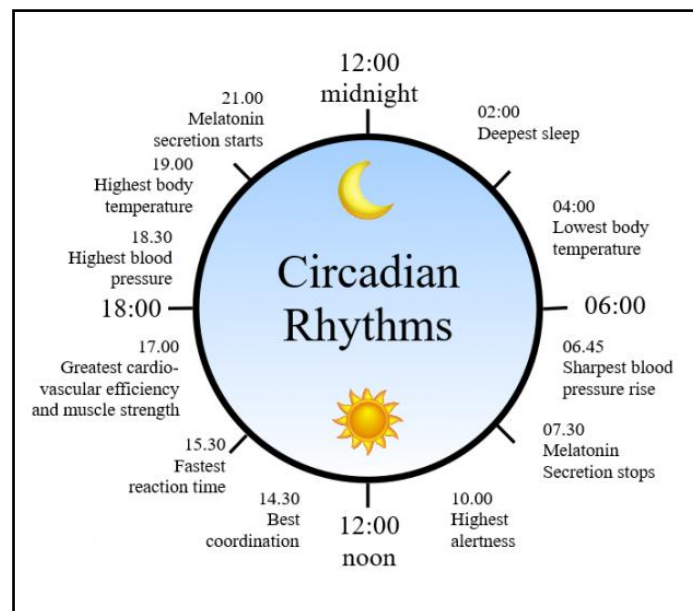 12:00
midnight
02:00
Deepest sleep
04:00
Lowest body
temperature
06:00
06.45
Sharpest blood
pressure rise
07.30
Melatonin
Secretion stops
10.00
Highest
alertness
12:00
noon
14.30
Best
coordination
15.30
Fastest
reaction time
17.00
Greatest cardio-
vascular efficiency
and muscle strength
18:00
18.30
Highest blood
pressure
19.00
Highest body
temperature
21.00
Melatonin
secretion starts
Circadian
Rhythms